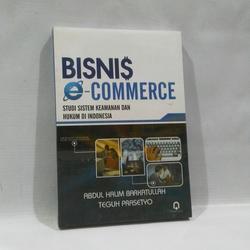 BISNI$
e-COMMERCE
STUDI SISTEM KEAMANAN DAN
HUKUM DI INDONESIA
ABDUL HALIM BARKATULLAH
TEGUH PRASETYO